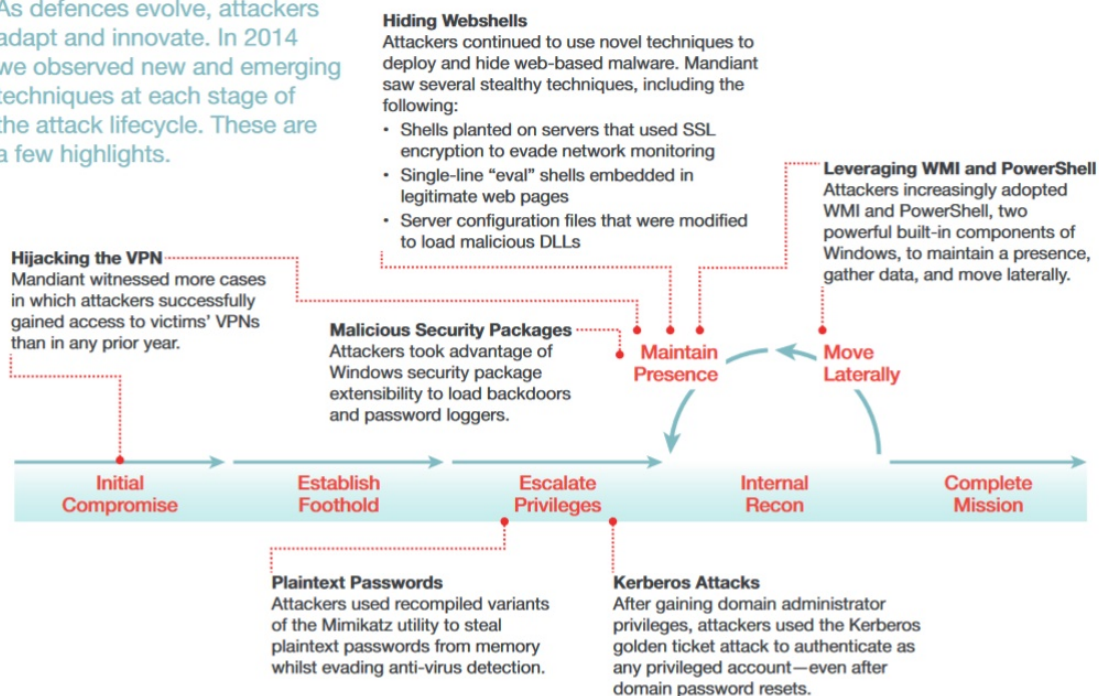 As defences evolve, attackers
adapt and innovate. In 2014
we observed new and emerging
techniques at each stage of
the attack lifecycle. These are
a few highlights.
Hiding Webshells
Attackers continued to use novel techniques to
deploy and hide web-based malware. Mandiant
saw several stealthy techniques, including the
following:
• Shells planted on servers that used SSL
encryption to evade network monitoring
• Single-line “eval” shells embedded in
legitimate web pages
• Server configuration files that were modified
to load malicious DLLs
Leveraging WMI and PowerShell
Attackers increasingly adopted
WMI and PowerShell, two
powerful built-in components of
Windows, to maintain a presence,
gather data, and move laterally.
Hijacking the VPN
Mandiant witnessed more cases
in which attackers successfully
gained access to victims’ VPNs
than in any prior year.
Malicious Security Packages
Attackers took advantage of
Windows security package
extensibility to load backdoors
and password loggers.
Maintain
Presence
Move
Laterally
Initial
Compromise
Establish
Foothold
Escalate
Privileges
Internal
Recon
Complete
Mission
Plaintext Passwords
Attackers used recompiled variants
of the Mimikatz utility to steal
plaintext passwords from memory
whilst evading anti-virus detection.
Kerberos Attacks
After gaining domain administrator
privileges, attackers used the Kerberos
golden ticket attack to authenticate as
any privileged account—even after
domain password resets.